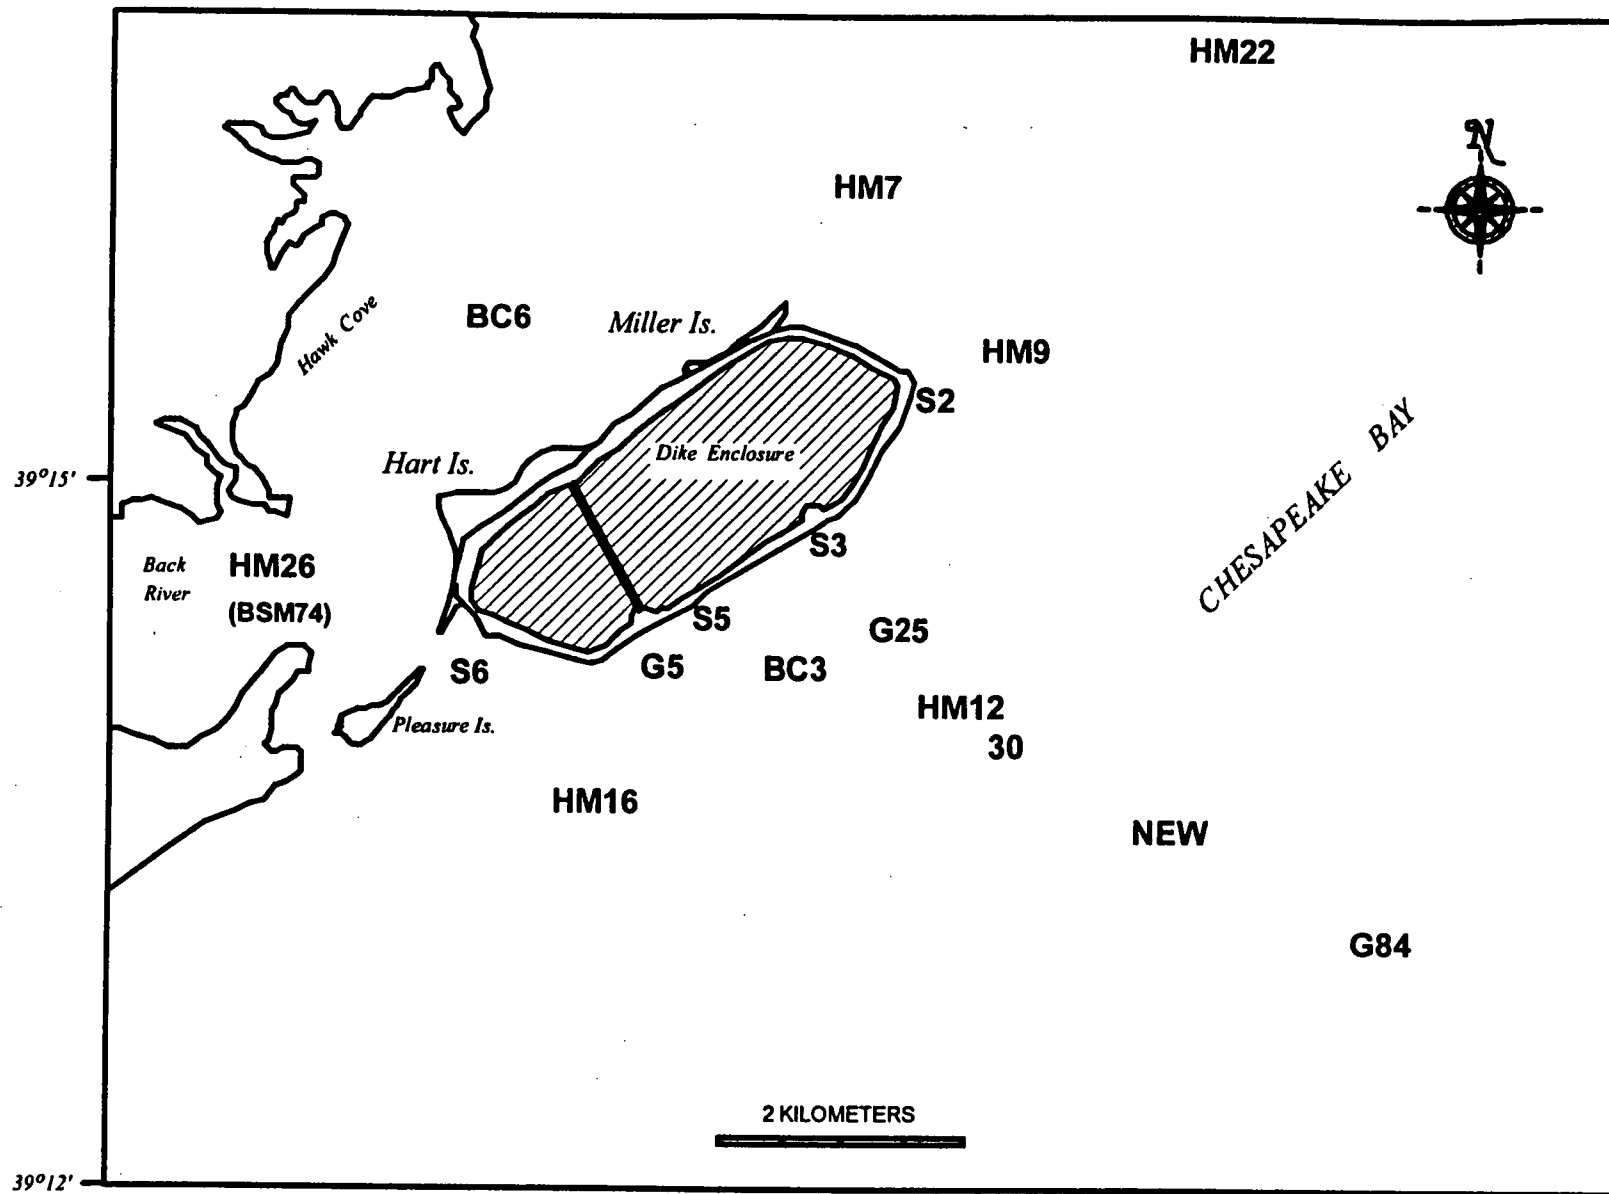 HM22
N
HM7
BC6
Miller Is.
Hawk Cove
HM9
S2
CHESAPEAKE BAY
Hart Is.
Dike Enclosure
39°15'
S3
Back
River
HM26
(BSM74)
S5
G25
S6
G5
BC3
HM12
Pleasure Is.
30
HM16
NEW
G84
2 KILOMETERS
39°12'